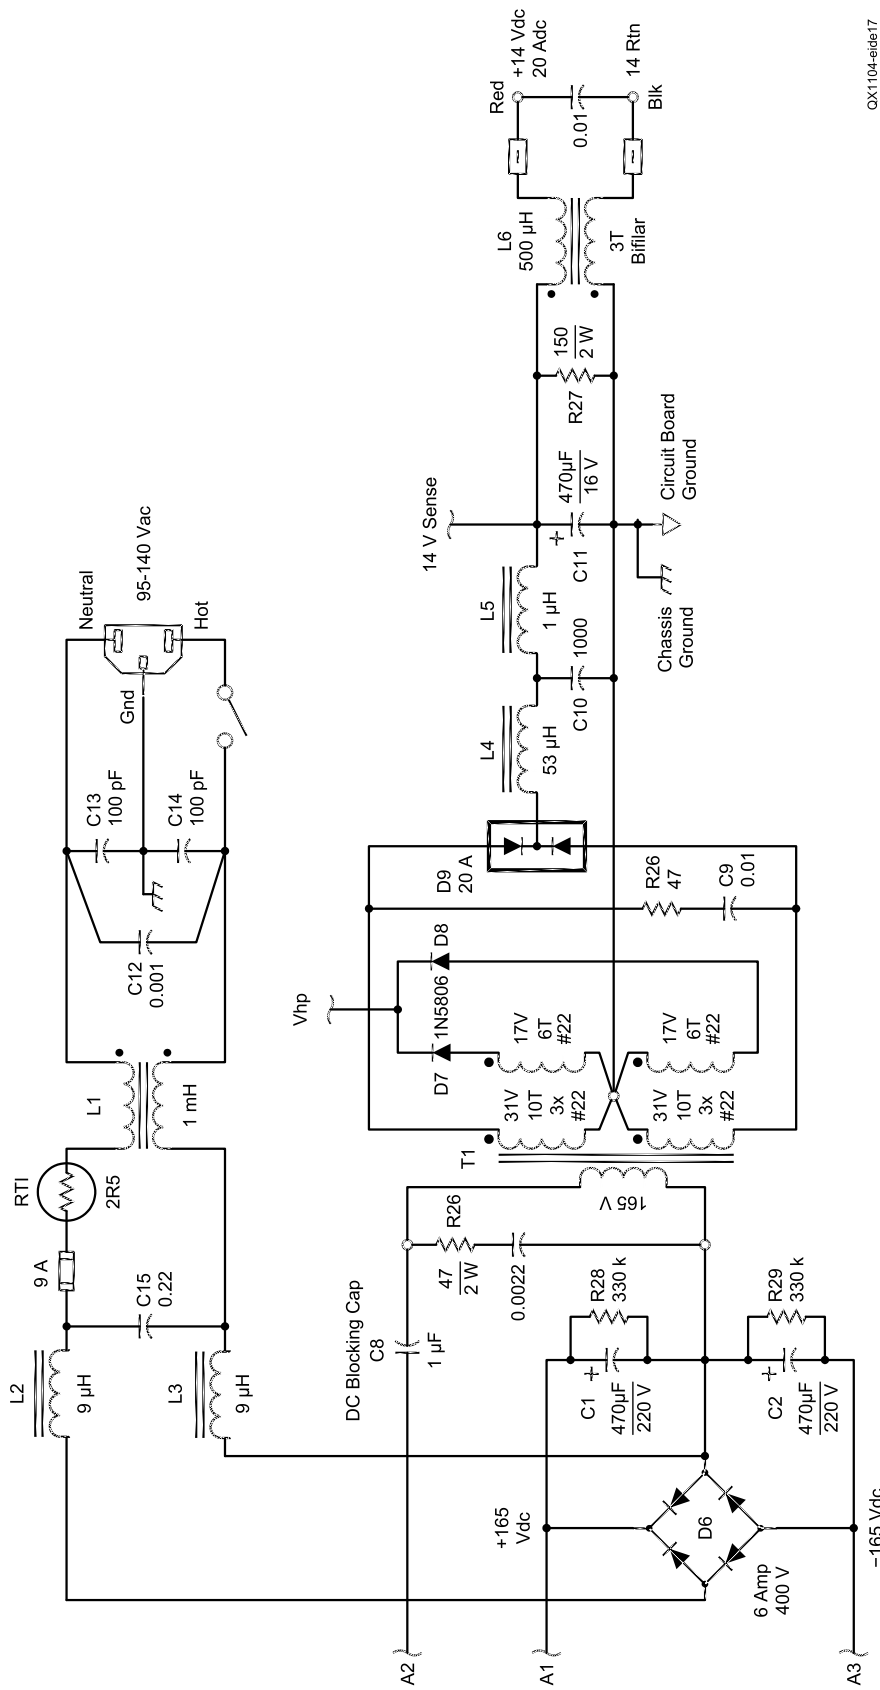 L2
9 µH
L3
9 µH
9 A
C15
0.22
RTI
2R5
L1
1 mH
C12
0.001
C13
100 pF
C14
100 pF
Gnd
Neutral
Hot
95-140 Vac
A2
A1
A3
+165
Vdc
−165 Vdc
D6
6 Amp
400 V
DC Blocking Cap
C8
1 µF
C1
470µF
220 V
R28
330 k
C2
470µF
220 V
R29
330 k
R26
47
2 W
0.0022
165 V
T1
31V
10T
3x
#22
31V
10T
3x
#22
17V
6T
#22
17V
6T
#22
D7
1N5806
D8
Vhp
R26
47
C9
0.01
D9
20 A
L4
53 µH
C10
1000
L5
1 µH
14 V Sense
+
C11
470µF
16 V
Chassis
Ground
Circuit Board
Ground
R27
150
2 W
L6
500 µH
3T
Bifilar
Red
+14 Vdc
20 Adc
0.01
Blk
14 Rtn
QX1104-eide17